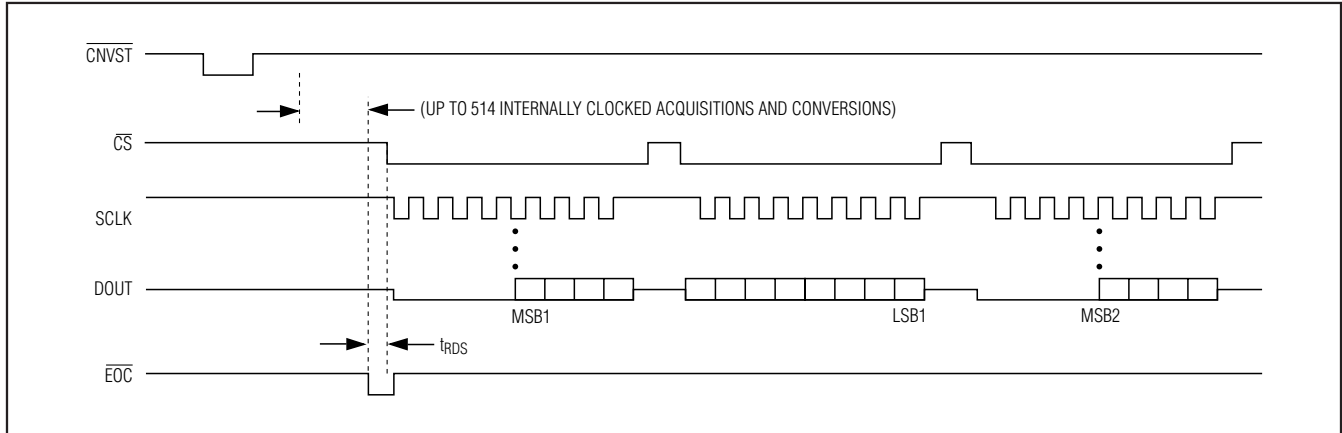 CNVST
(UP TO 514 INTERNALLY CLOCKED ACQUISITIONS AND CONVERSIONS)
CS
SCLK
DOUT
MSB1
LSB1
MSB2
tRDS
EOC